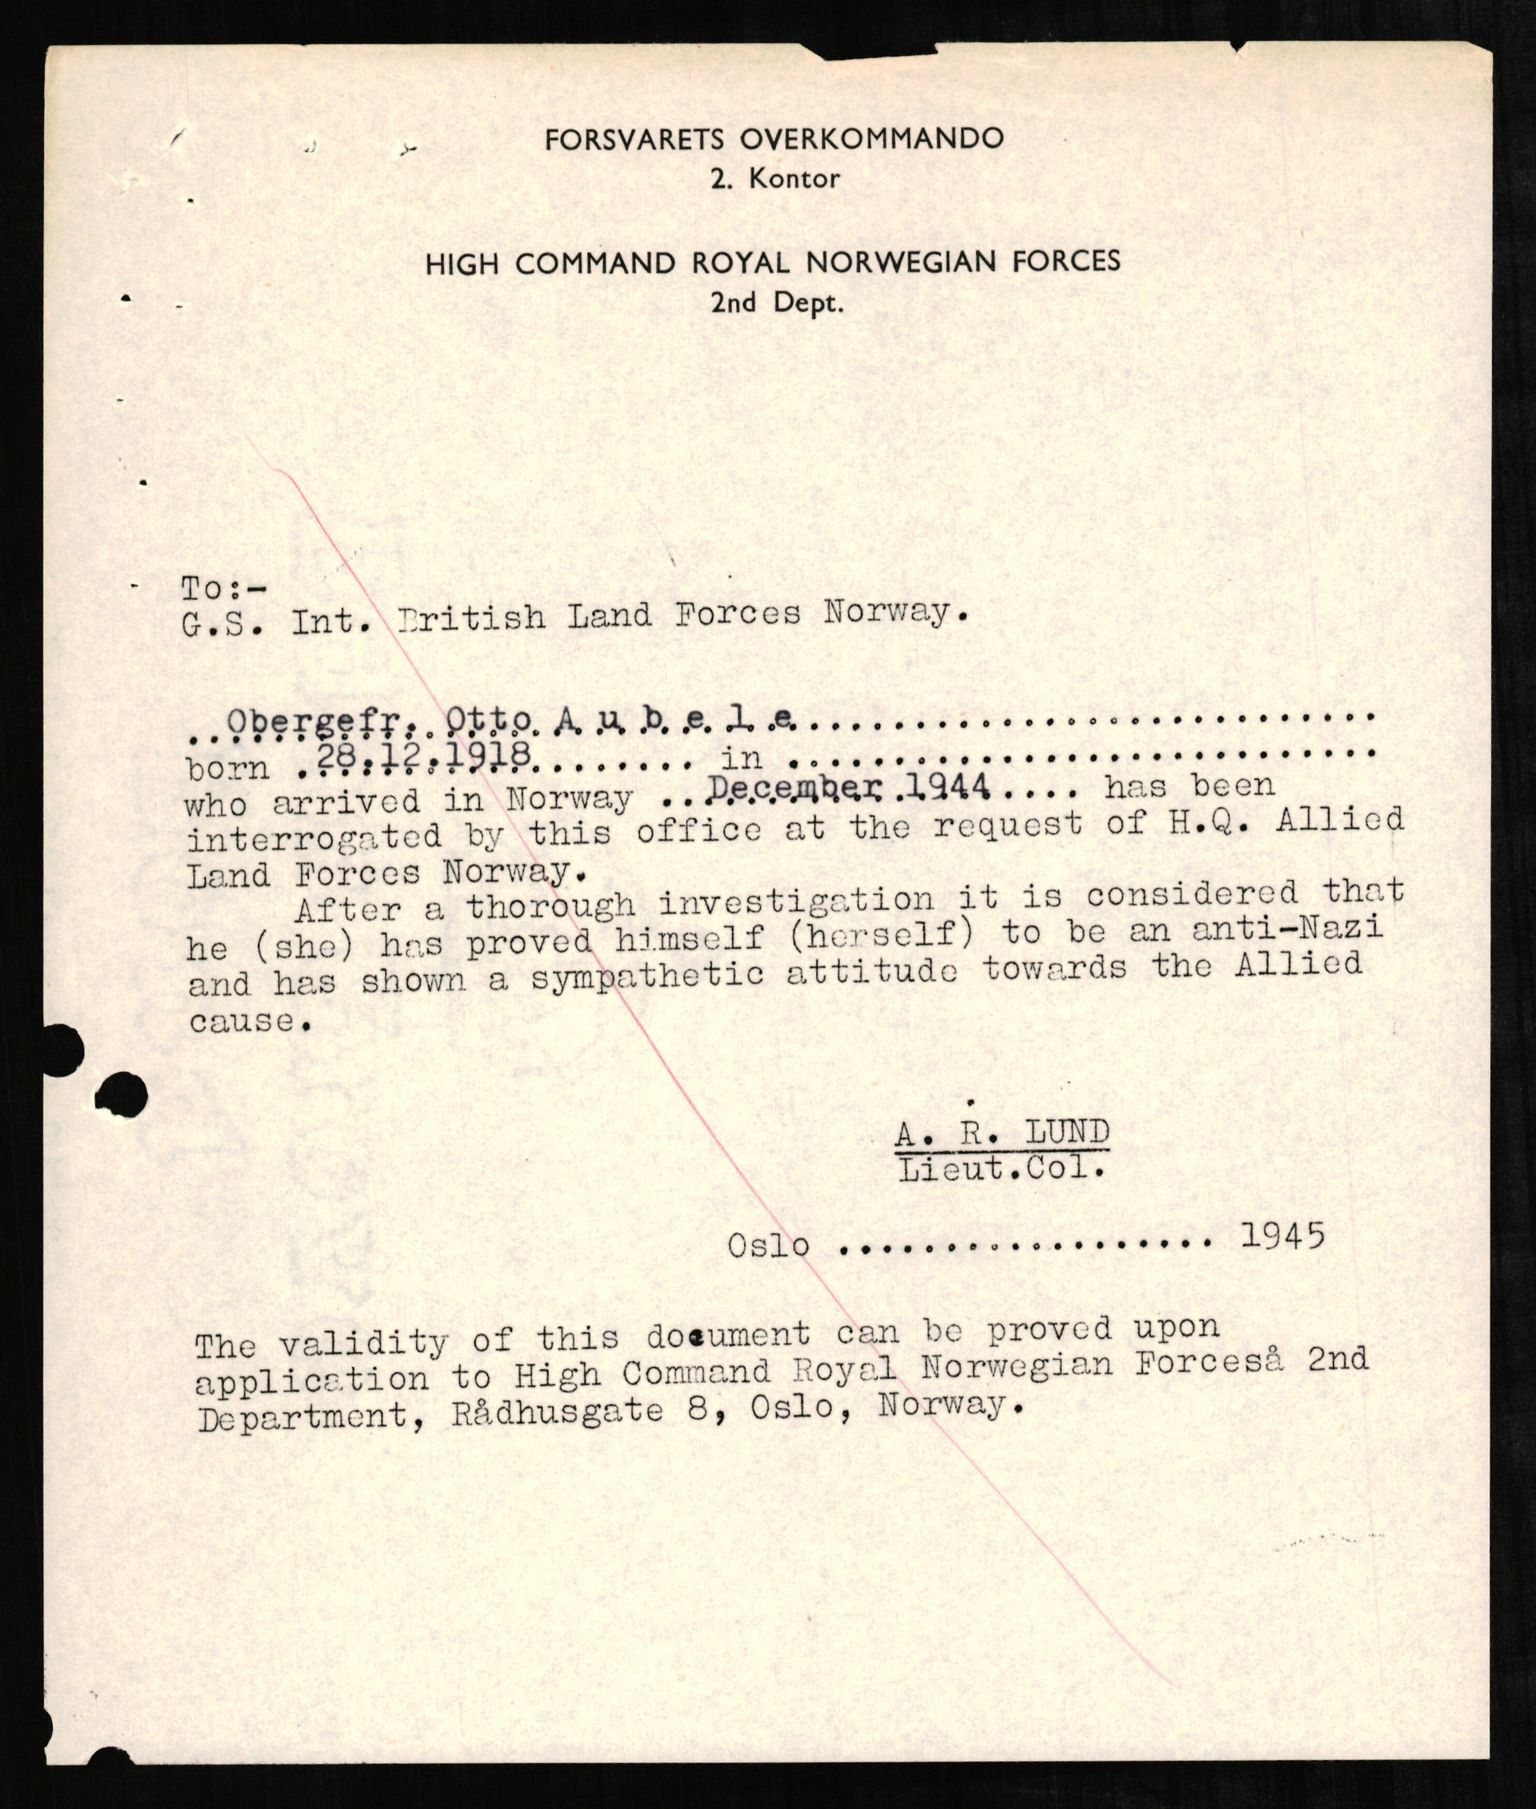 FORSVARETS OVERKOMMANDO
2. Kontor
HIGH COMMAND ROYAL NORWEGIAN FORCES
2nd Dept.
To:-
G.S. Int. British Land Forces Norway.
..Obergefr. Otto A u b e l e..............................
born .28.12.1918......... in .............................
who arrived in Norway ..December 1944.... has been
interrogated by this office at the request of H.Q. Allied
Land Forces Norway.
After a thorough investigation it is considered that
he (she) has proved himself (herself) to be an anti-Nazi
and has shown a sympathetic attitude towards the Allied
cause.
A. R. LUND
Lieut.Col.
Oslo .................. 1945
The validity of this document can be proved upon
application to High Command Royal Norwegian Forceså 2nd
Department, Rådhusgate 8, Oslo, Norway.